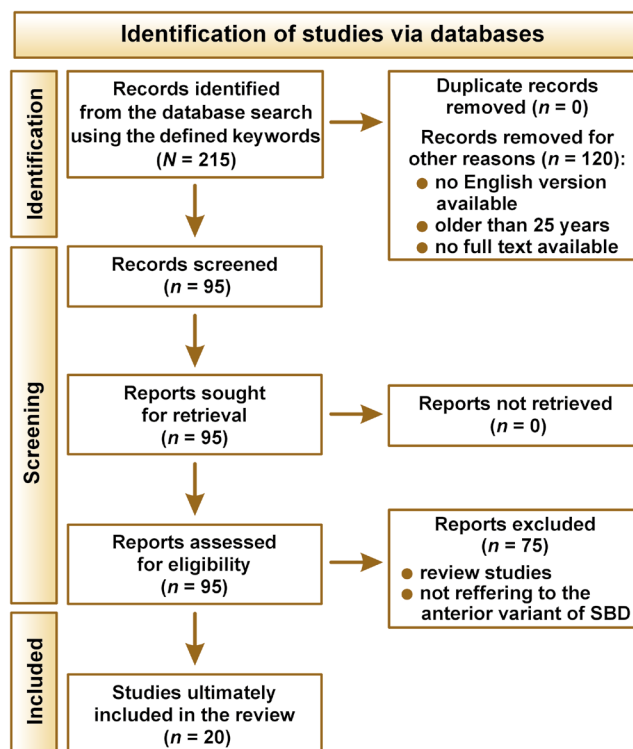 Identification of studies via databases
Identification
Records identified
from the database search
using the defined keywords
(N = 215)
Duplicate records
removed (n = 0)
Records removed for
other reasons (n = 120):
● no English version
available
● older than 25 years
● no full text available
Screening
Records screened
(n = 95)
Reports sought
for retrieval
(n = 95)
Reports not retrieved
(n = 0)
Reports assessed
for eligibility
(n = 95)
Reports excluded
(n = 75)
● review studies
● not reffering to the
anterior variant of SBD
Included
Studies ultimately
included in the review
(n = 20)